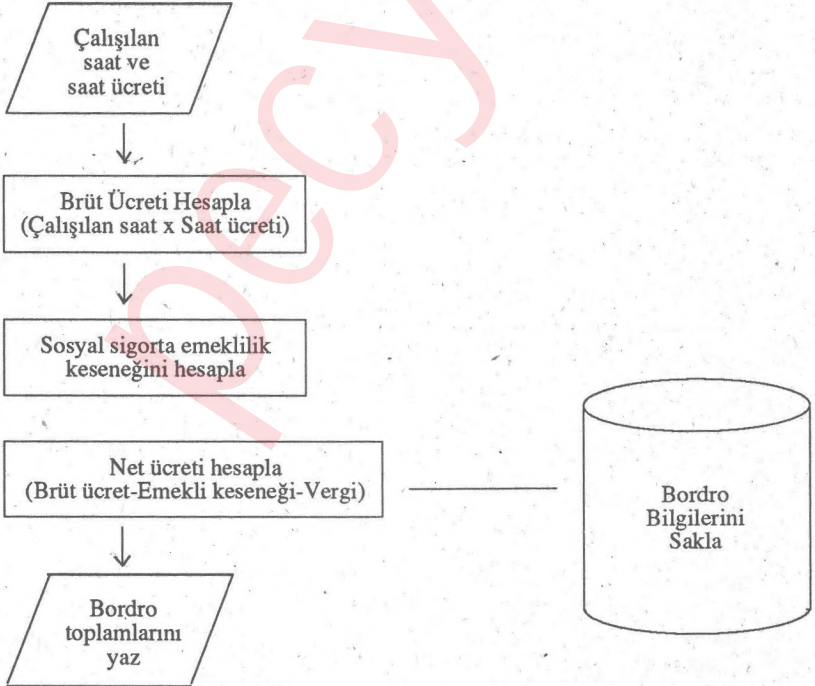 Çalışılan
saat ve
saat ücreti
Brüt Ücreti Hesapla
(Çalışılan saat x Saat ücreti)
Sosyal sigorta emeklilik
keseneğini hesapla
Net ücreti hesapla
(Brüt ücret-Emekli keseneği-Vergi)
Bordro
Bilgilerini
Sakla
Bordro
toplamlarını
yaz
pecy